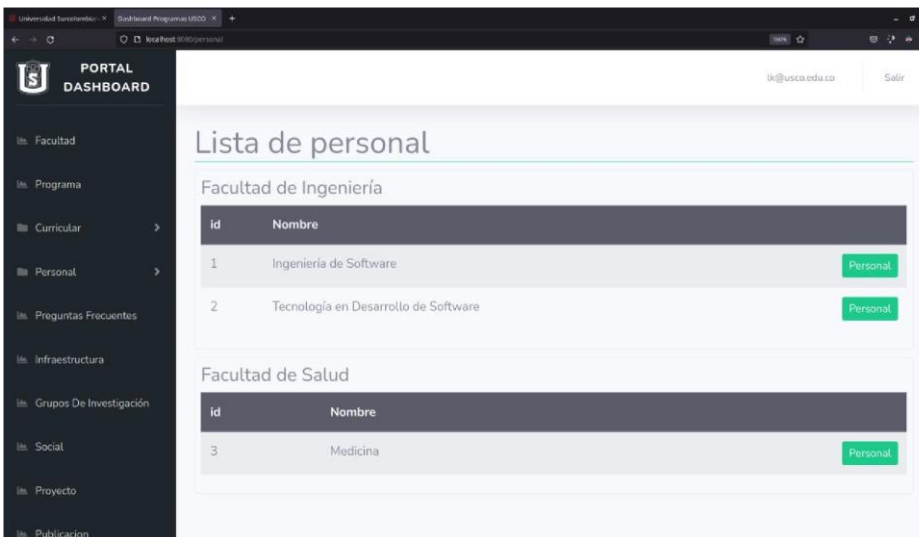 Universidad Surcolombian
Dashboard Programas USCO
localhost:8080/personal
100%
PORTAL
DASHBOARD
lk@usco.edu.co
Salir
Facultad
Programa
Curricular
Personal
Preguntas Frecuentes
Infraestructura
Grupos De Investigación
Social
Proyecto
Publicacion
Lista de personal
Facultad de Ingeniería
id Nombre
1 Ingeniería de Software Personal
2 Tecnología en Desarrollo de Software Personal
Facultad de Salud
id Nombre
3 Medicina Personal